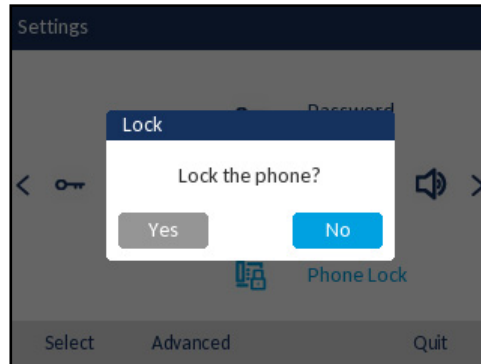 Settings
Password
Lock
Lock the phone?
Yes No
Phone Lock
Select Advanced Quit